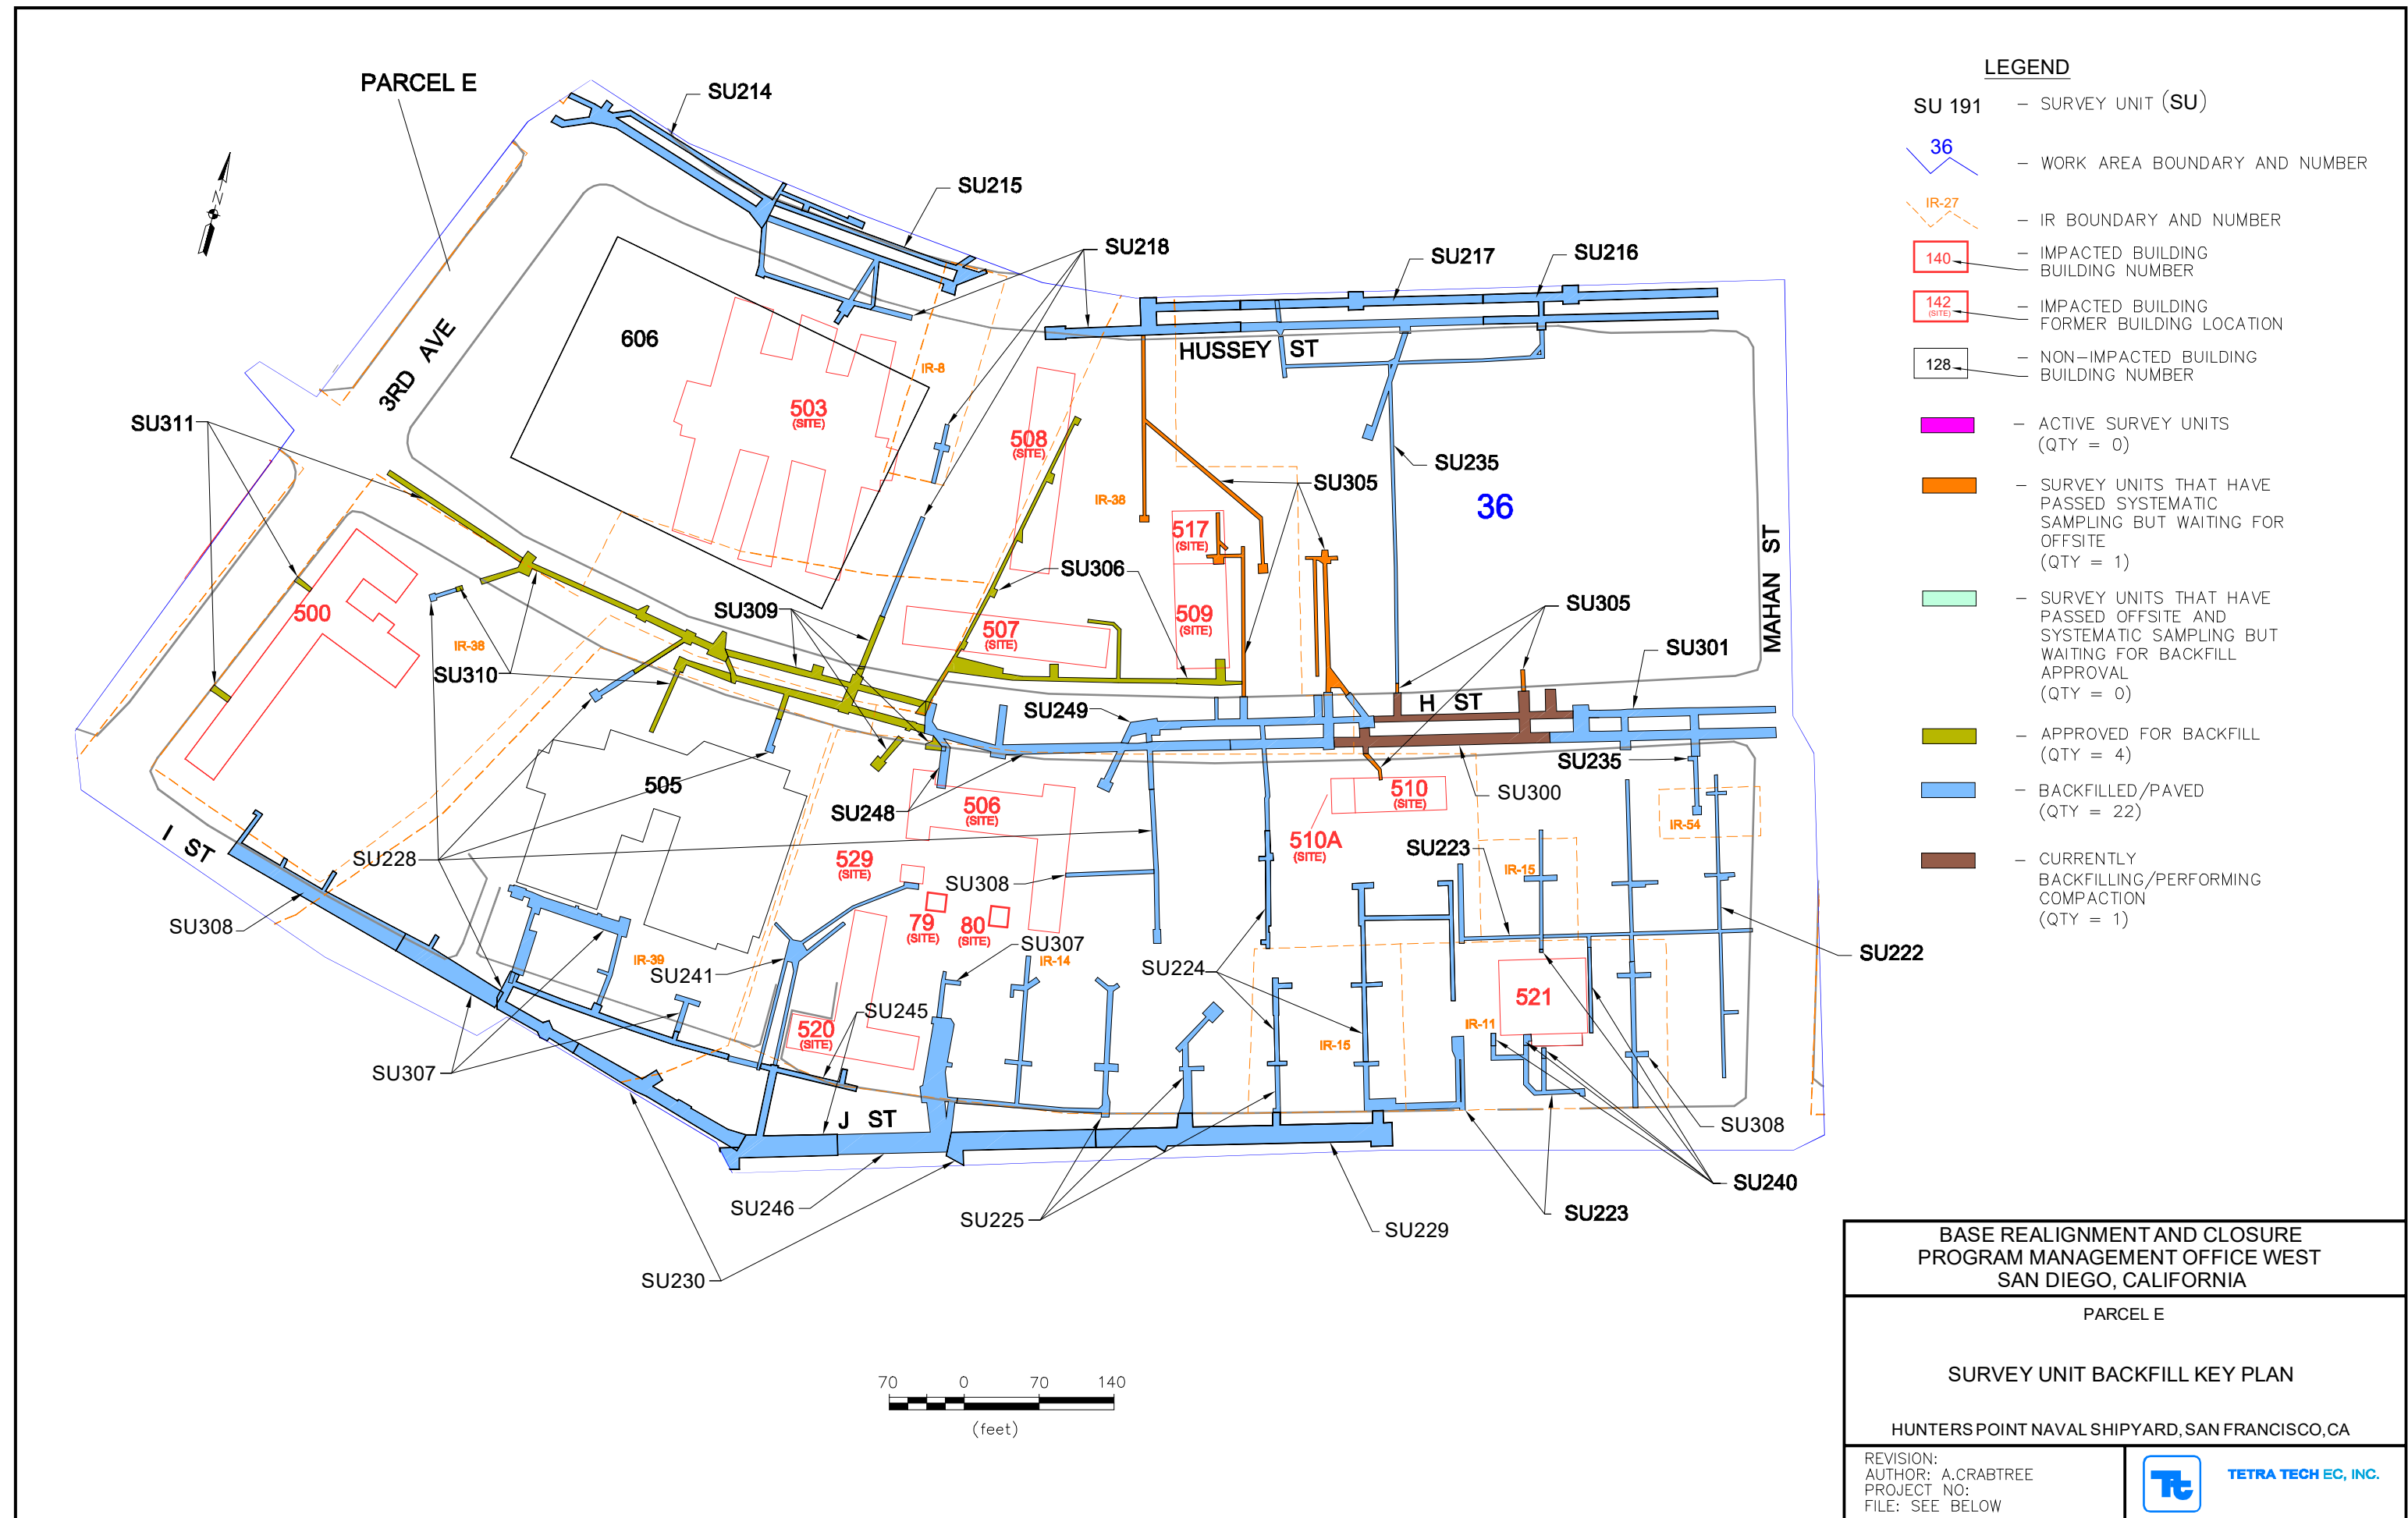 PARCEL E
SU214
SU215
SU218
SU217
SU216
N
3RD AVE
606
HUSSEY ST
IR-8
503
(SITE)
508
(SITE)
SU311
SU235
SU305
36
IR-38
517
(SITE)
MAHAN ST
SU306
500
SU309
507
(SITE)
509
(SITE)
SU305
IR-38
SU310
SU301
H ST
SU249
SU235
505
SU248
506
(SITE)
510
(SITE)
SU300
510A
(SITE)
IR-54
I ST
SU228
529
(SITE)
SU223
IR-15
SU308
SU308
79
(SITE)
80
(SITE)
SU307
SU222
IR-39
SU241
IR-14
SU224
521
SU245
520
(SITE)
IR-11
IR-15
SU307
J ST
SU308
SU240
SU246
SU225
SU223
SU229
SU230
70 0 70 140
(feet)
LEGEND
SU 191 – SURVEY UNIT (SU)
36
– WORK AREA BOUNDARY AND NUMBER
IR-27
– IR BOUNDARY AND NUMBER
140
– IMPACTED BUILDING
– BUILDING NUMBER
142
(SITE)
– IMPACTED BUILDING
– FORMER BUILDING LOCATION
128
– NON-IMPACTED BUILDING
– BUILDING NUMBER
– ACTIVE SURVEY UNITS
(QTY = 0)
– SURVEY UNITS THAT HAVE
PASSED SYSTEMATIC
SAMPLING BUT WAITING FOR
OFFSITE
(QTY = 1)
– SURVEY UNITS THAT HAVE
PASSED OFFSITE AND
SYSTEMATIC SAMPLING BUT
WAITING FOR BACKFILL
APPROVAL
(QTY = 0)
– APPROVED FOR BACKFILL
(QTY = 4)
– BACKFILLED/PAVED
(QTY = 22)
– CURRENTLY
BACKFILLING/PERFORMING
COMPACTION
(QTY = 1)
BASE REALIGNMENT AND CLOSURE
PROGRAM MANAGEMENT OFFICE WEST
SAN DIEGO, CALIFORNIA
PARCEL E
SURVEY UNIT BACKFILL KEY PLAN
HUNTERS POINT NAVAL SHIPYARD, SAN FRANCISCO, CA
REVISION:
AUTHOR: A.CRABTREE
PROJECT NO:
FILE: SEE BELOW
Tt
TETRA TECH EC, INC.